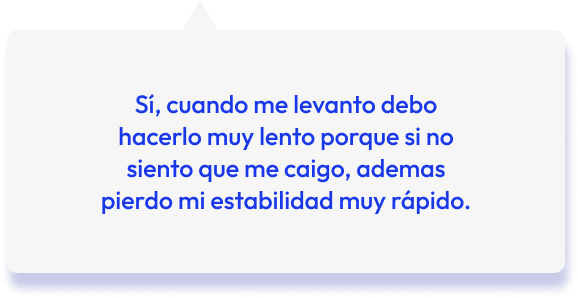 Sí, cuando me levanto debo
hacerlo muy lento porque si no
siento que me caigo, ademas
pierdo mi estabilidad muy rápido.